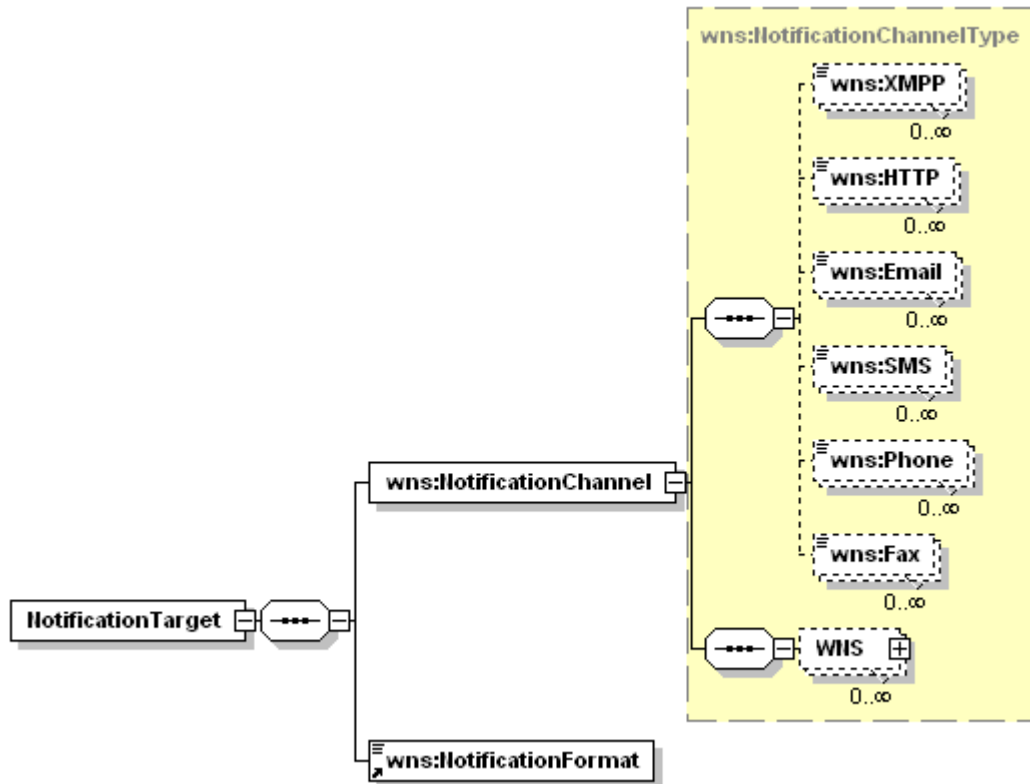 wns:NotificationChannelType
wns:XMPP
0..∞
wns:HTTP
0..∞
wns:Email
0..∞
wns:SMS
0..∞
wns:Phone
0..∞
wns:Fax
0..∞
wns:NotificationChannel
NotificationTarget
WNS
0..∞
wns:NotificationFormat